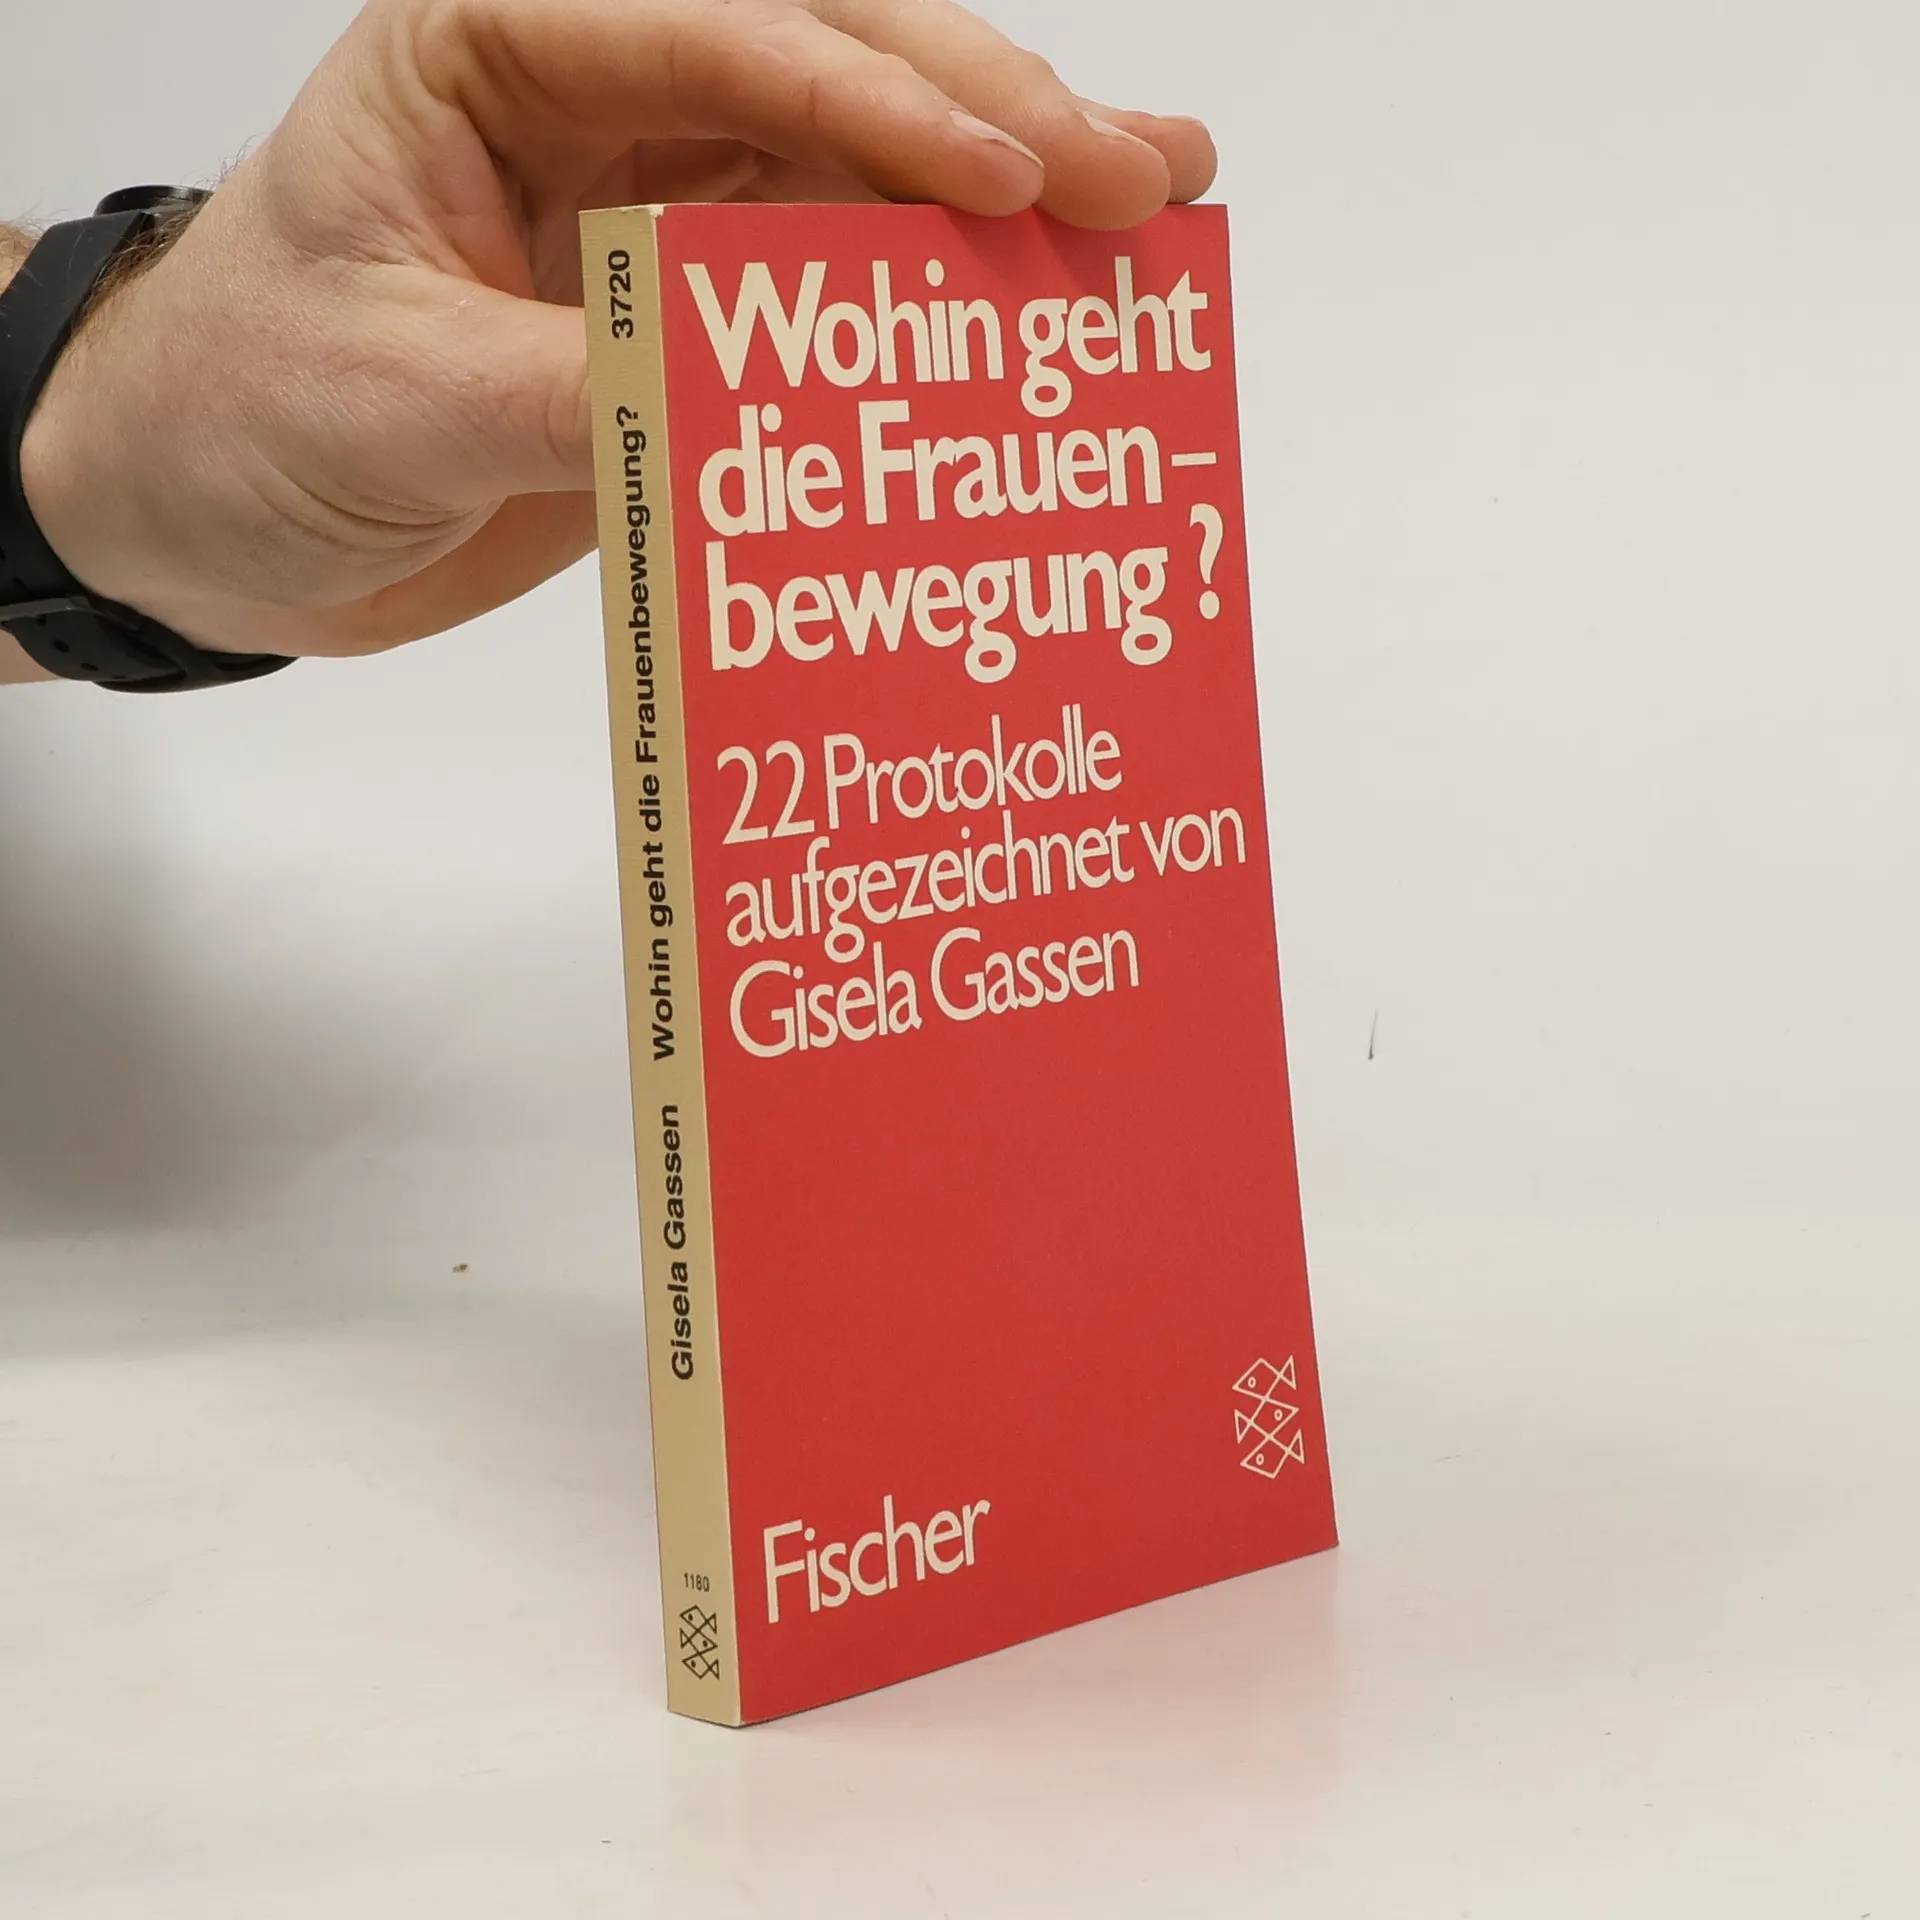 Wohin geht
die Frauen-
bewegung?
22 Protokolle
aufgezeichnet von
Gisela Gassen
Fischer
Gisela Gassen Wohin geht die Frauenbewegung? 3720
1180